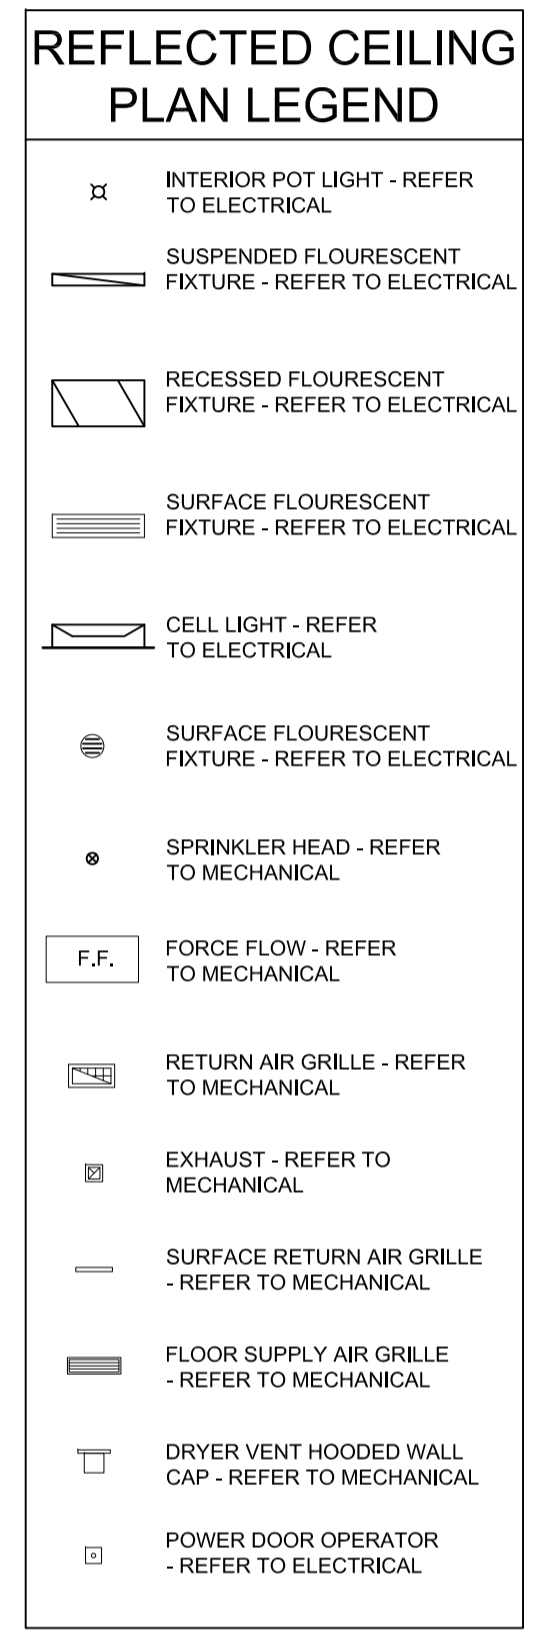 REFLECTED CEILING
PLAN LEGEND
INTERIOR POT LIGHT - REFER
TO ELECTRICAL
SUSPENDED FLOURESCENT
FIXTURE - REFER TO ELECTRICAL
RECESSED FLOURESCENT
FIXTURE - REFER TO ELECTRICAL
SURFACE FLOURESCENT
FIXTURE - REFER TO ELECTRICAL
CELL LIGHT - REFER
TO ELECTRICAL
SURFACE FLOURESCENT
FIXTURE - REFER TO ELECTRICAL
SPRINKLER HEAD - REFER
TO MECHANICAL
F.F.
FORCE FLOW - REFER
TO MECHANICAL
RETURN AIR GRILLE - REFER
TO MECHANICAL
EXHAUST - REFER TO
MECHANICAL
SURFACE RETURN AIR GRILLE
- REFER TO MECHANICAL
FLOOR SUPPLY AIR GRILLE
- REFER TO MECHANICAL
DRYER VENT HOODED WALL
CAP - REFER TO MECHANICAL
POWER DOOR OPERATOR
- REFER TO ELECTRICAL